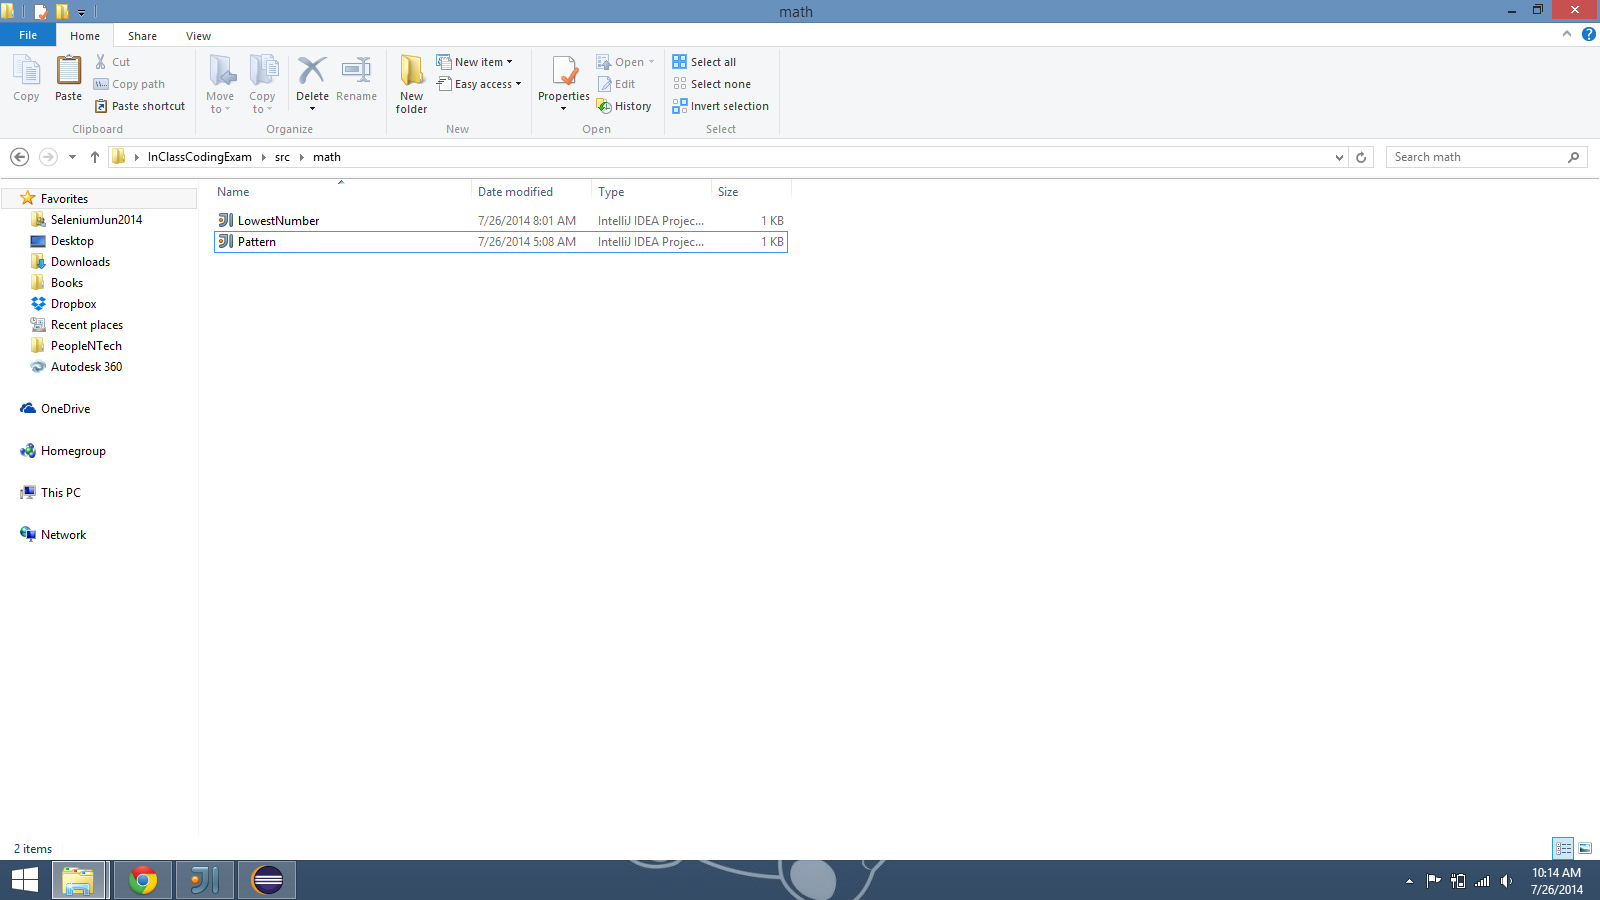 math
File Home Share View
Copy
Paste
Cut
Copy path
Paste shortcut
Clipboard
Move to
Copy to
Delete
Rename
Organize
New folder
New item
Easy access
New
Properties
Open
Edit
History
Open
Select all
Select none
Invert selection
Select
InClassCodingExam src math
Search math
Name Date modified Type Size
LowestNumber 7/26/2014 8:01 AM IntelliJ IDEA Projec... 1 KB
Pattern 7/26/2014 5:08 AM IntelliJ IDEA Projec... 1 KB
Favorites
SeleniumJun2014
Desktop
Downloads
Books
Dropbox
Recent places
PeopleNTech
Autodesk 360
OneDrive
Homegroup
This PC
Network
2 items
10:14 AM
7/26/2014